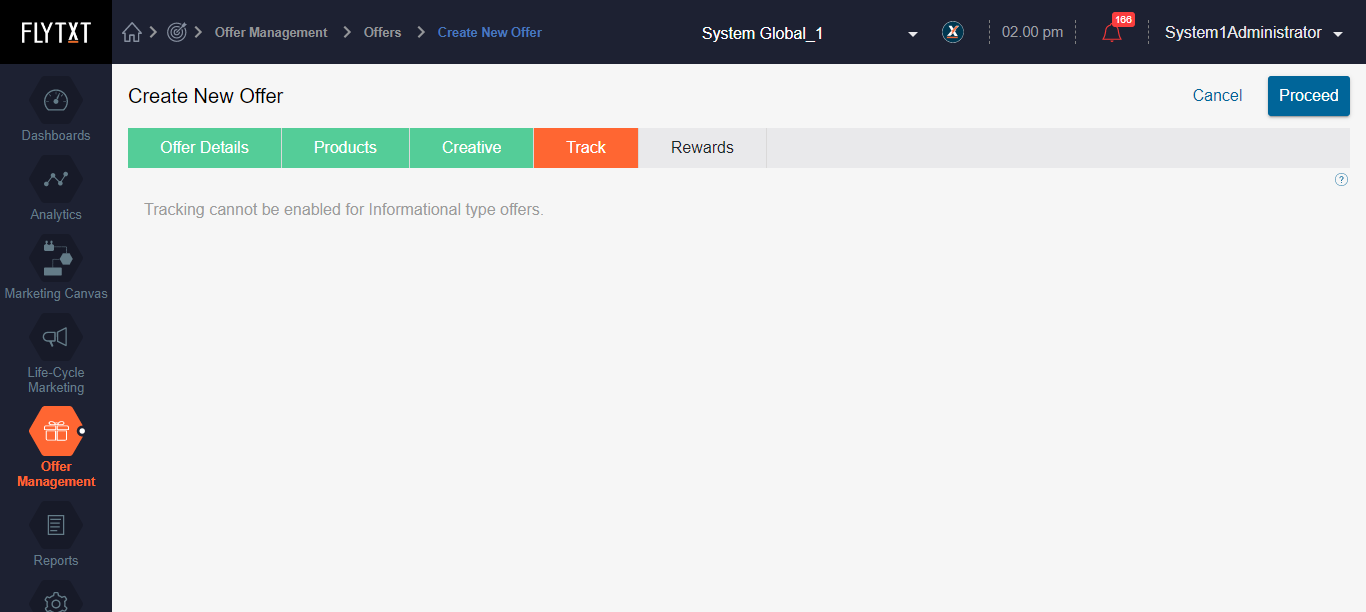 FLYTXT
Offer Management
Offers
Create New Offer
System Global_1
X
02.00 pm
166
System1Administrator
Dashboards
Analytics
Marketing Canvas
Life-Cycle
Marketing
Offer
Management
Reports
Create New Offer
Cancel
Proceed
Offer Details
Products
Creative
Track
Rewards
?
Tracking cannot be enabled for Informational type offers.